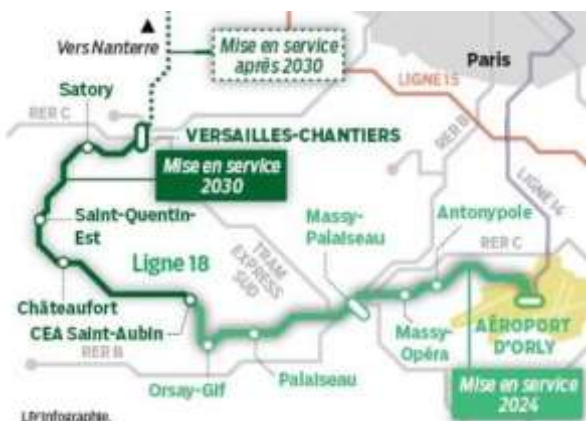 Vers Nanterre
Mise en service
après 2030
Paris
LIGNE 15
Satory
RER C
VERSAILLES-CHANTIERS
RER B
Mise en service
2030
LIGNE 14
Saint-Quentin-
Est
Massy-
Palaiseau
Antonypole
Ligne 18
TRAM
EXPRESS
SUD
RER C
Châteaufort
CEA Saint-Aubin
RER B
Massy-
Opéra
AÉROPORT
D'ORLY
Orsay-Gif
Palaiseau
Mise en service
2024
LP/Infographie.